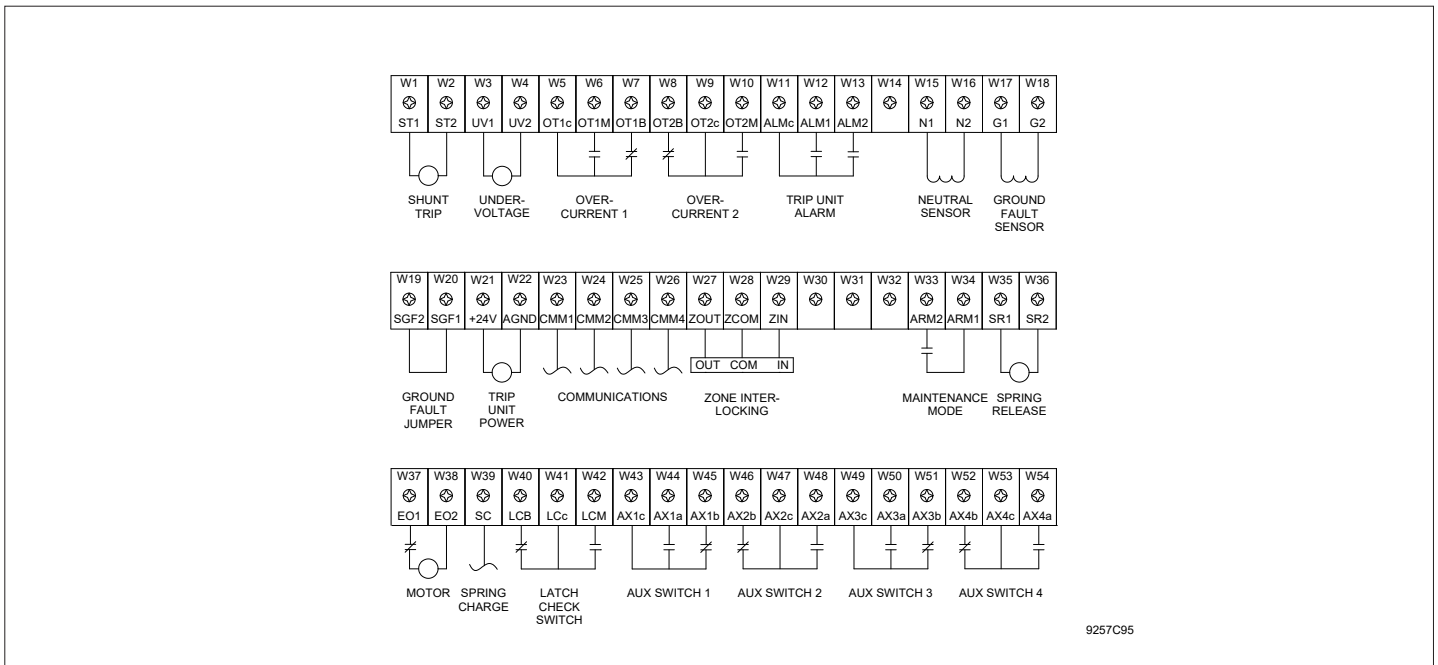 W1 W2 W3 W4 W5 W6 W7 W8 W9 W10 W11 W12 W13 W14 W15 W16 W17 W18
ST1 ST2 UV1 UV2 OT1c OT1M OT1B OT2B OT2c OT2M ALMc ALM1 ALM2 N1 N2 G1 G2
SHUNT TRIP
UNDER-VOLTAGE
OVER-CURRENT 1
OVER-CURRENT 2
TRIP UNIT ALARM
NEUTRAL SENSOR
GROUND FAULT SENSOR
W19 W20 W21 W22 W23 W24 W25 W26 W27 W28 W29 W30 W31 W32 W33 W34 W35 W36
SGF2 SGF1 +24V AGND CMM1 CMM2 CMM3 CMM4 ZOUT ZCOM ZIN ARM2 ARM1 SR1 SR2
OUT COM IN
GROUND FAULT JUMPER
TRIP UNIT POWER
COMMUNICATIONS
ZONE INTER-LOCKING
MAINTENANCE MODE
SPRING RELEASE
W37 W38 W39 W40 W41 W42 W43 W44 W45 W46 W47 W48 W49 W50 W51 W52 W53 W54
EO1 EO2 SC LCB LCc LCM AX1c AX1a AX1b AX2b AX2c AX2a AX3c AX3a AX3b AX4b AX4c AX4a
MOTOR
SPRING CHARGE
LATCH CHECK SWITCH
AUX SWITCH 1
AUX SWITCH 2
AUX SWITCH 3
AUX SWITCH 4
9257C95